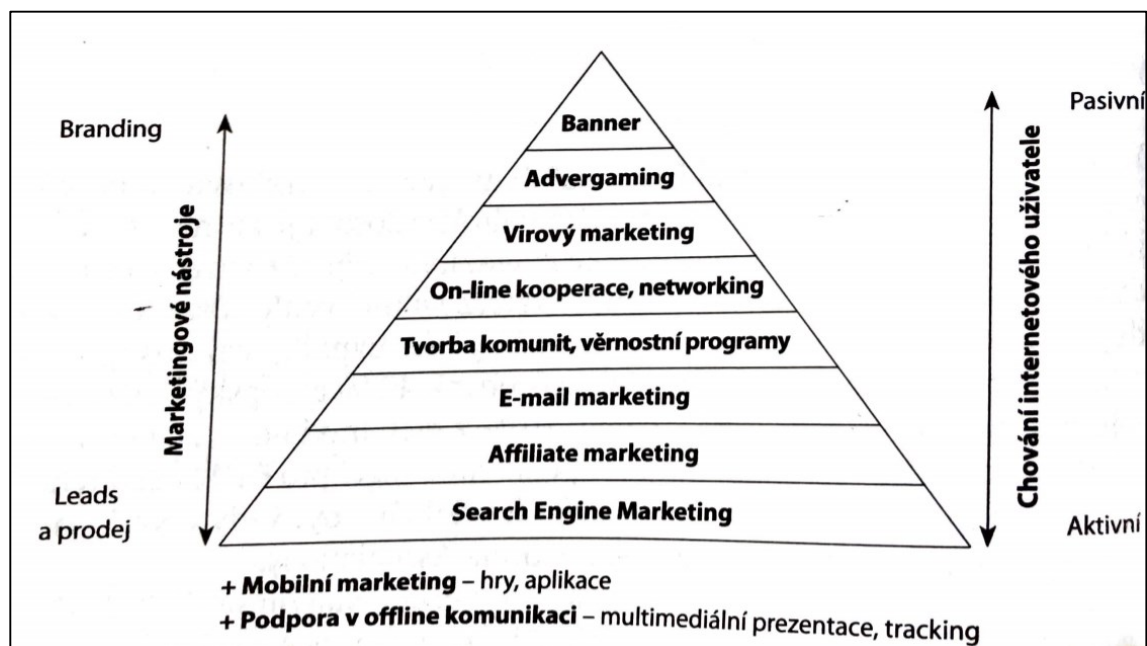 Branding
Pasivní
Marketingové nástroje
Chování internetového uživatele
Banner
Advergaming
Virový marketing
On-line kooperace, networking
Tvorba komunit, věrnostní programy
E-mail marketing
Affiliate marketing
Search Engine Marketing
Leads
a prodej
Aktivní
+ Mobilní marketing – hry, aplikace
+ Podpora v offline komunikaci – multimediální prezentace, tracking